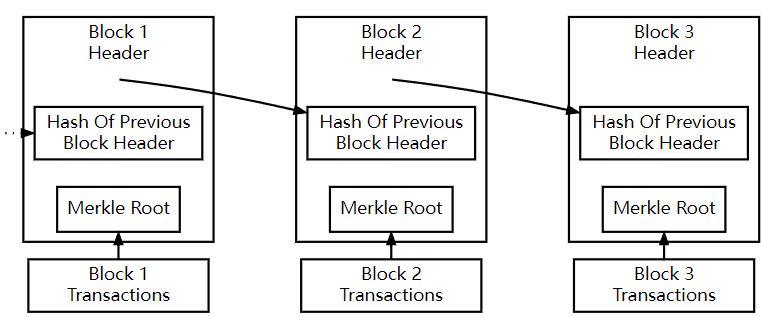 Block 1
Header
Hash Of Previous
Block Header
Merkle Root
Block 1
Transactions
Block 2
Header
Hash Of Previous
Block Header
Merkle Root
Block 2
Transactions
Block 3
Header
Hash Of Previous
Block Header
Merkle Root
Block 3
Transactions